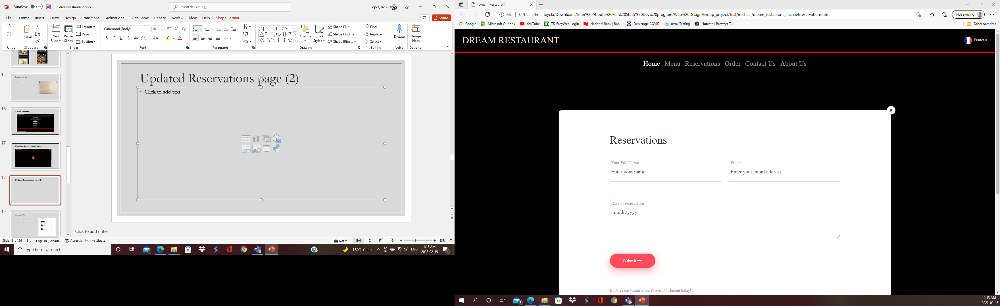 AutoSave Off dreamrestaurant.pptx Search (Alt+Q) Lopes, Jack
File Home Insert Draw Design Transitions Animations Slide Show Record Review View Help Shape Format Share
Paste New Slide Reuse Slides Layout Reset Section
Garamond (Body) 18
B I U S ab AV Aa A
Arrange Quick Styles Shape Fill Shape Outline Shape Effects
Find Replace Select
Dictate Design Ideas
Undo Clipboard Slides Font Paragraph Drawing Editing Voice Designer
15 Reservations
16 A table anyone?
17 Updated Reservations page
18 Updated Reservations page (2)
19 About Us
Updated Reservations page (2)
Click to add text
Click to add notes
Slide 18 of 26 English (Canada) Accessibility: Investigate Notes 83%
Type here to search -16°C Clear ENG 1:13 AM
2022-02-15 5
Dream Restaurant
File C:/Users/Emanoyela/Downloads/John%20Abbott%20Full%20Stack%20Dev%20program/Web%20Design/Group_project/Test/michael/dream_restaurant_michael/reservations.html Not syncing
Google Microsoft Outlook YouTube TD EasyWeb Login National Bank | Ban... Depistage COVID uVox Testing Norroth | Browser T... Other favorites
DREAM RESTAURANT Francais
Home Menu Reservations Order Contact Us About Us
Reservations
Your Full Name Email
Enter your name Enter your email address
Date of reservation
mm/dd/yyyy
Submit
Book a reservation at our fine establishment today!
1:13 AM
2022-02-15